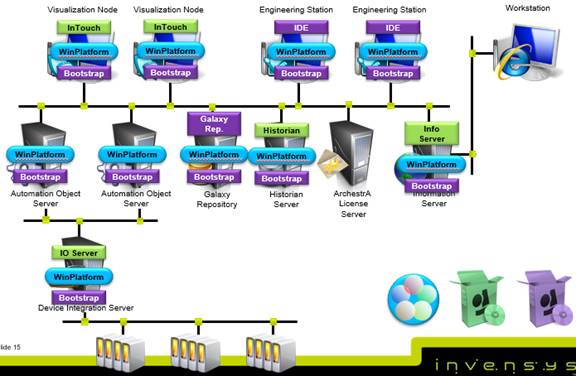 Visualization Node
Visualization Node
Engineering Station
Engineering Station
Workstation
InTouch
InTouch
IDE
IDE
WinPlatform
WinPlatform
WinPlatform
WinPlatform
Bootstrap
Bootstrap
Bootstrap
Bootstrap
Galaxy
Rep.
Historian
Info
Server
WinPlatform
WinPlatform
WinPlatform
WinPlatform
WinPlatform
Bootstrap
Bootstrap
Bootstrap
Bootstrap
Bootstrap
Automation Object
Server
Automation Object
Server
Galaxy
Repository
Historian
Server
ArchestrA
License
Server
Information
Server
IO Server
WinPlatform
Bootstrap
Device Integration Server
lide 15
invensys